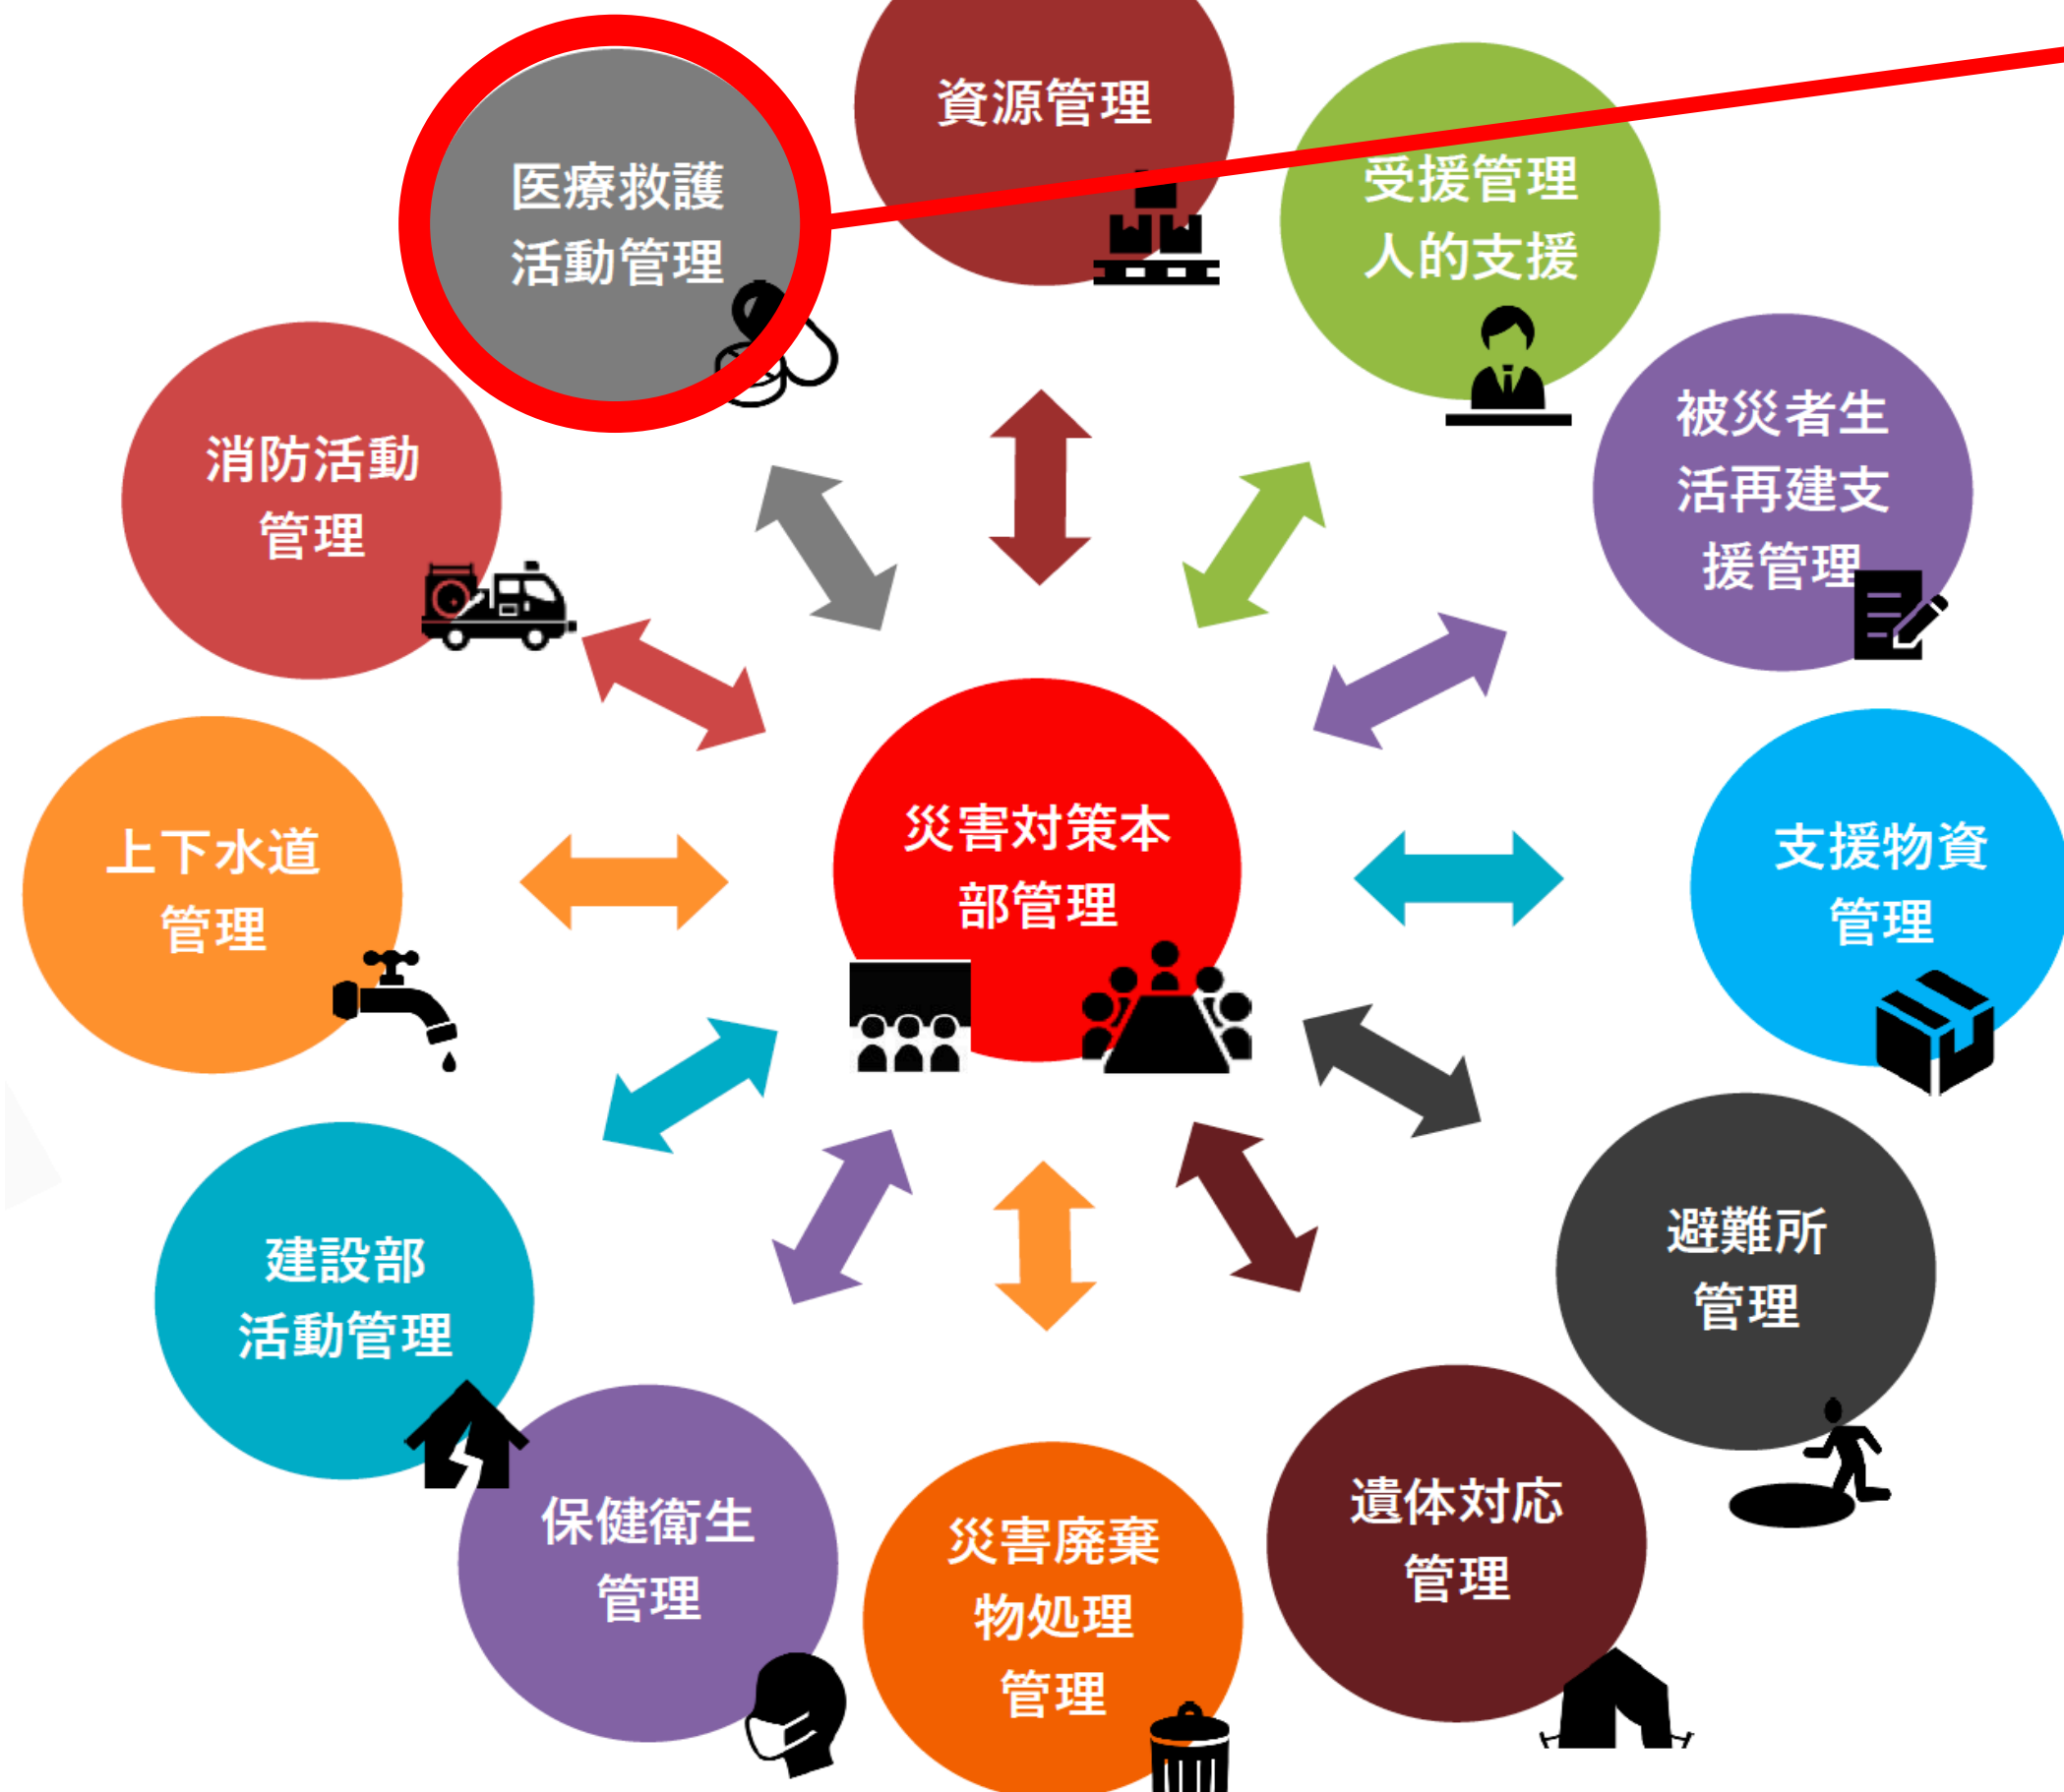 資源管理
医療救護
活動管理
受援管理
人的支援
消防活動
管理
被災者生
活再建支
援管理
上下水道
管理
災害対策本
部管理
支援物資
管理
建設部
活動管理
避難所
管理
保健衛生
管理
災害廃棄
物処理
管理
遺体対応
管理